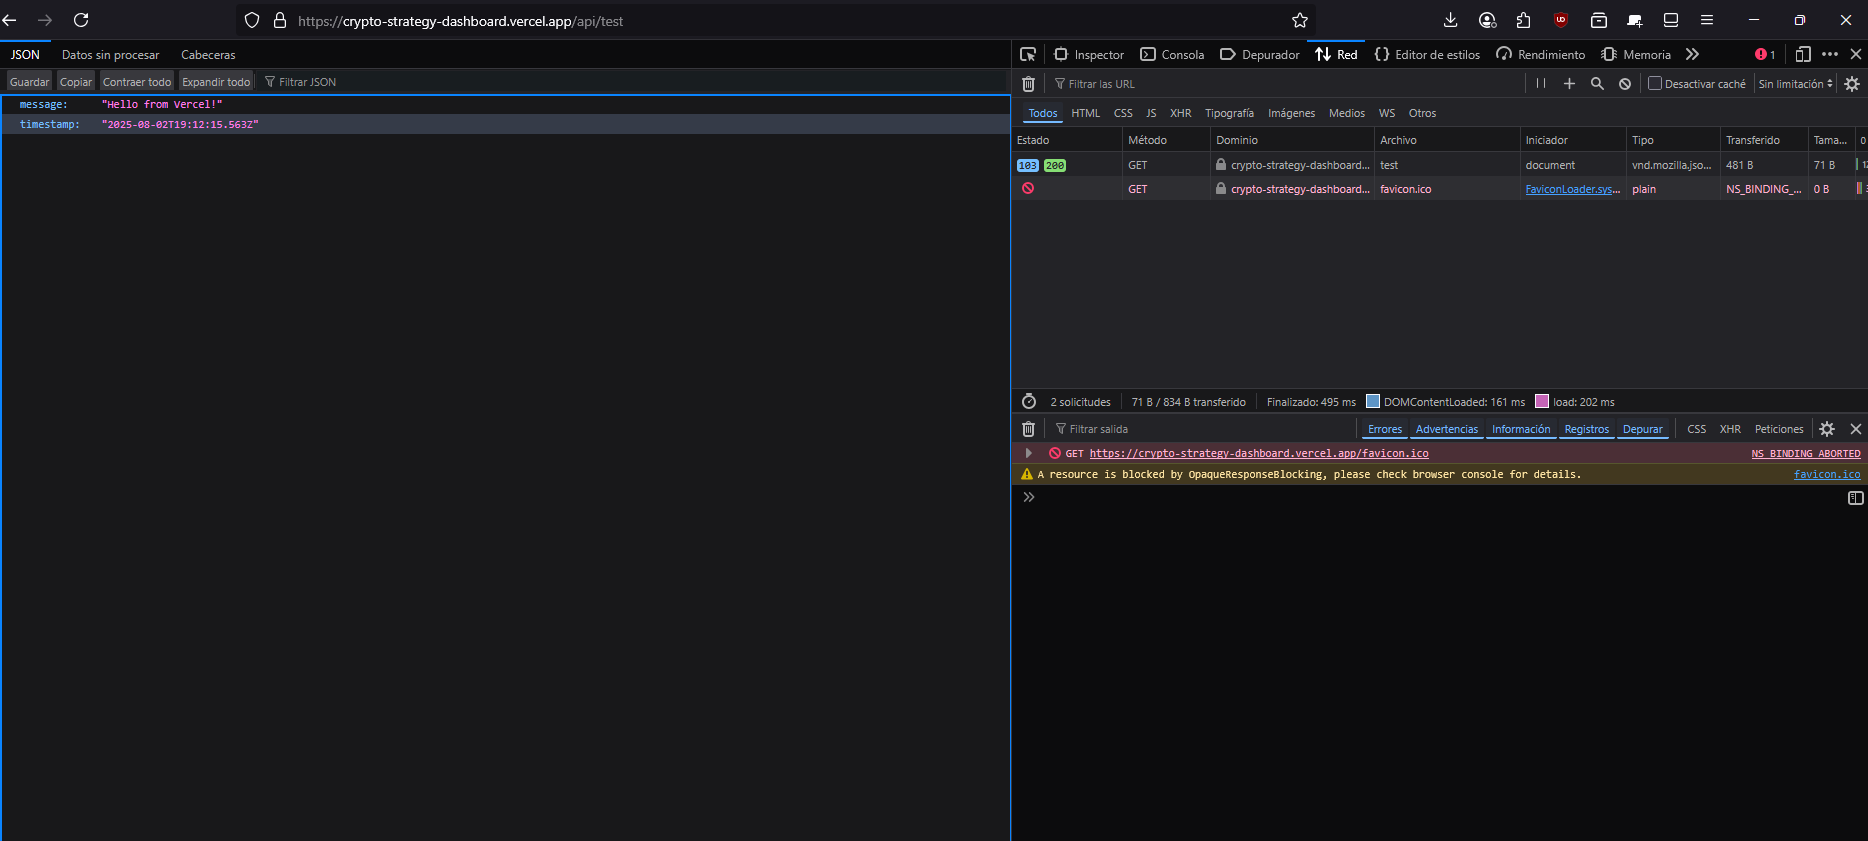 https://crypto-strategy-dashboard.vercel.app/api/test
JSON Datos sin procesar Cabeceras
Guardar Copiar Contraer todo Expandir todo Filtrar JSON
message: "Hello from Vercel!"
timestamp: "2025-08-02T19:12:15.563Z"
Inspector Consola Depurador Red Editor de estilos Rendimiento Memoria 1
Filtrar las URL Desactivar caché Sin limitación
Todos HTML CSS JS XHR Tipografía Imágenes Medios WS Otros
Estado Método Dominio Archivo Iniciador Tipo Transferido Tama... 0
103 200 GET crypto-strategy-dashboard... test document vnd.mozilla.jso... 481 B 71 B
GET crypto-strategy-dashboard... favicon.ico FaviconLoader.sys... plain NS_BINDING_... 0 B
2 solicitudes 71 B / 834 B transferido Finalizado: 495 ms DOMContentLoaded: 161 ms load: 202 ms
Filtrar salida Errores Advertencias Información Registros Depurar CSS XHR Peticiones
GET https://crypto-strategy-dashboard.vercel.app/favicon.ico NS_BINDING_ABORTED
A resource is blocked by OpaqueResponseBlocking, please check browser console for details. favicon.ico